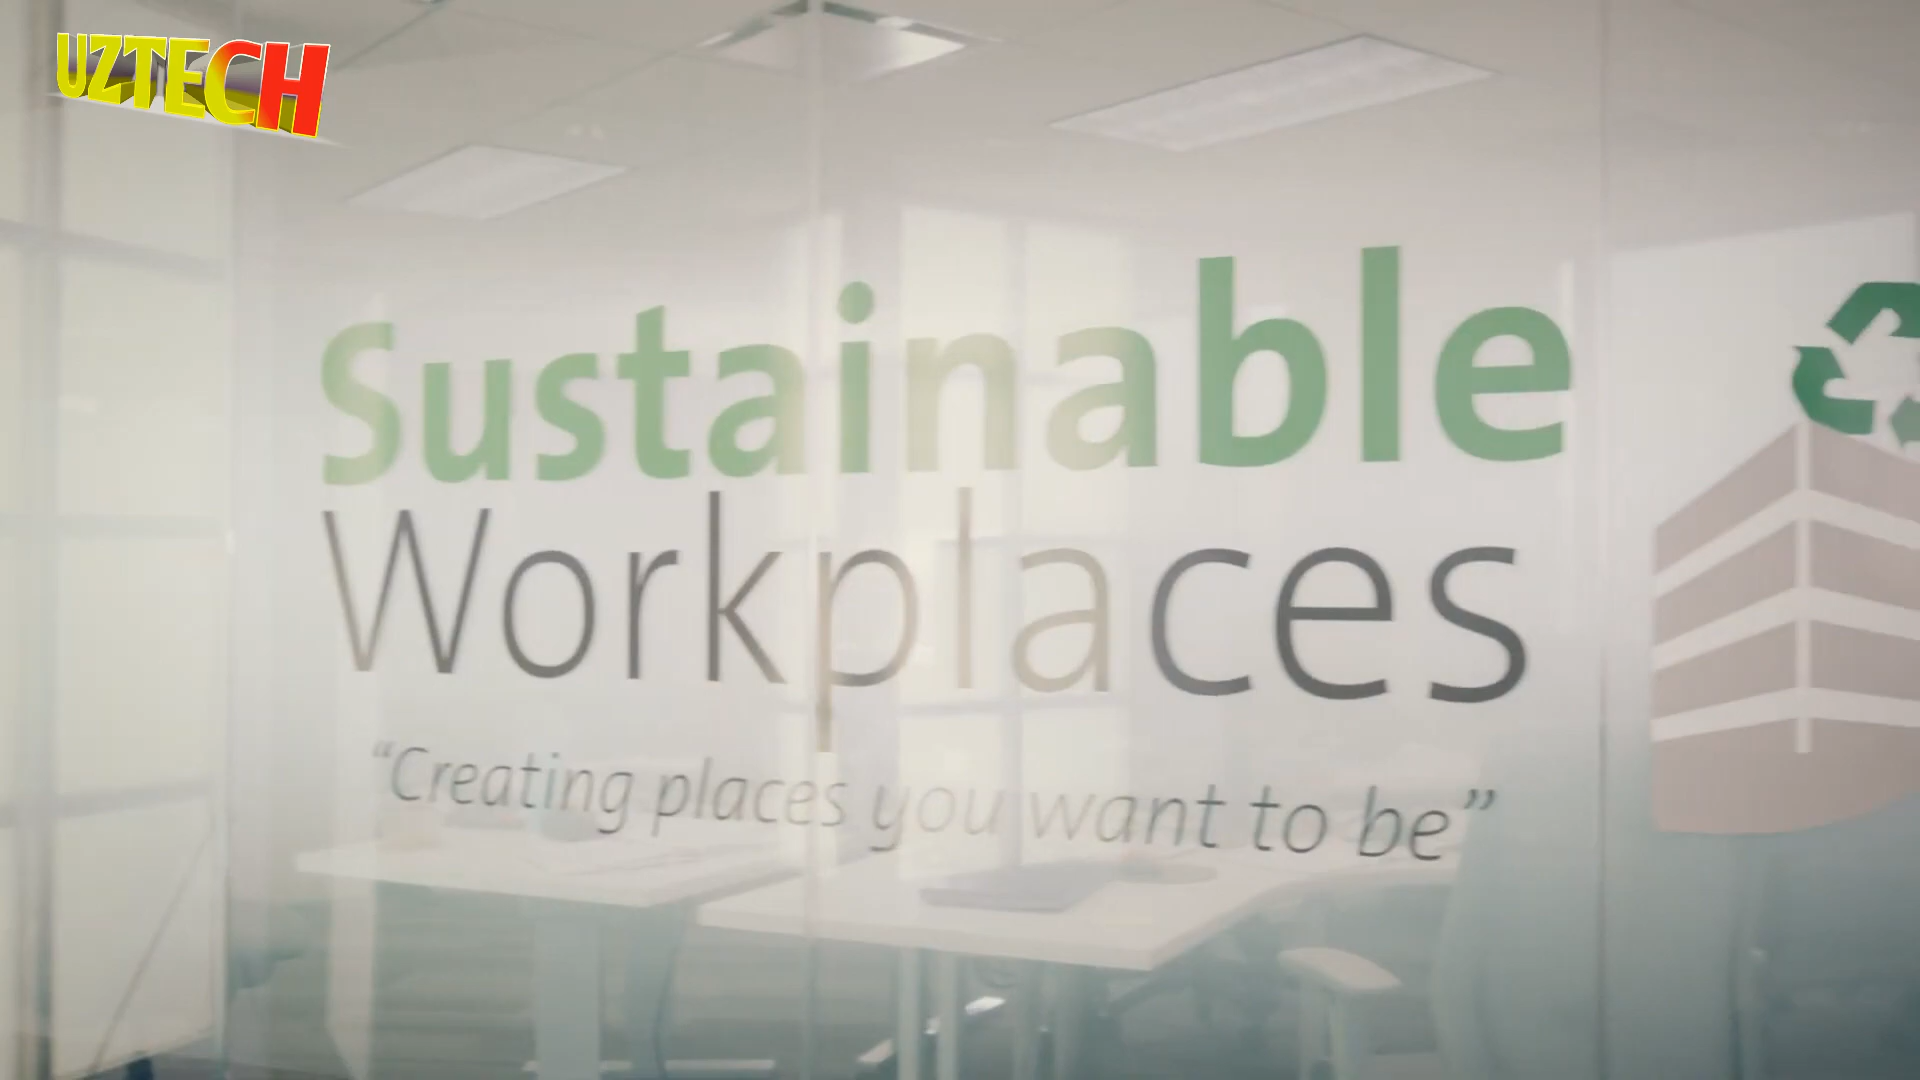 UZTECH
Sustainable
Workplaces
“Creating places you want to be”